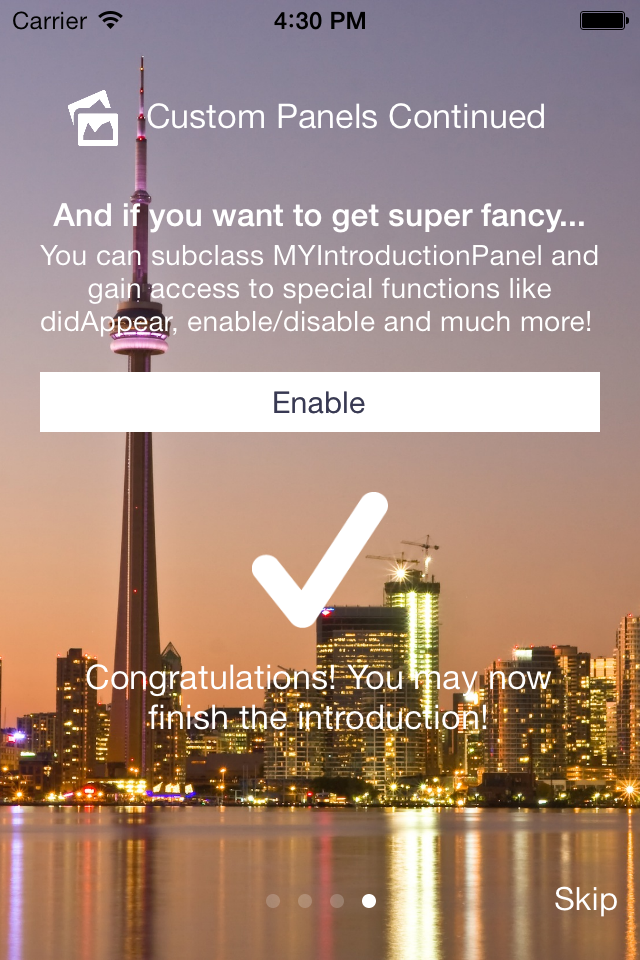 Carrier
4:30 PM
Custom Panels Continued
And if you want to get super fancy...
You can subclass MYIntroductionPanel and
gain access to special functions like
didAppear, enable/disable and much more!
Enable
Congratulations! You may now
finish the introduction!
Skip